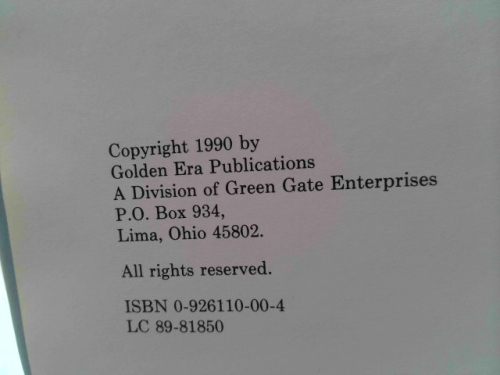 Copyright 1990 by
Golden Era Publications
A Division of Green Gate Enterprises
P.O. Box 934,
Lima, Ohio 45802.
All rights reserved.
ISBN 0-926110-00-4
LC 89-81850